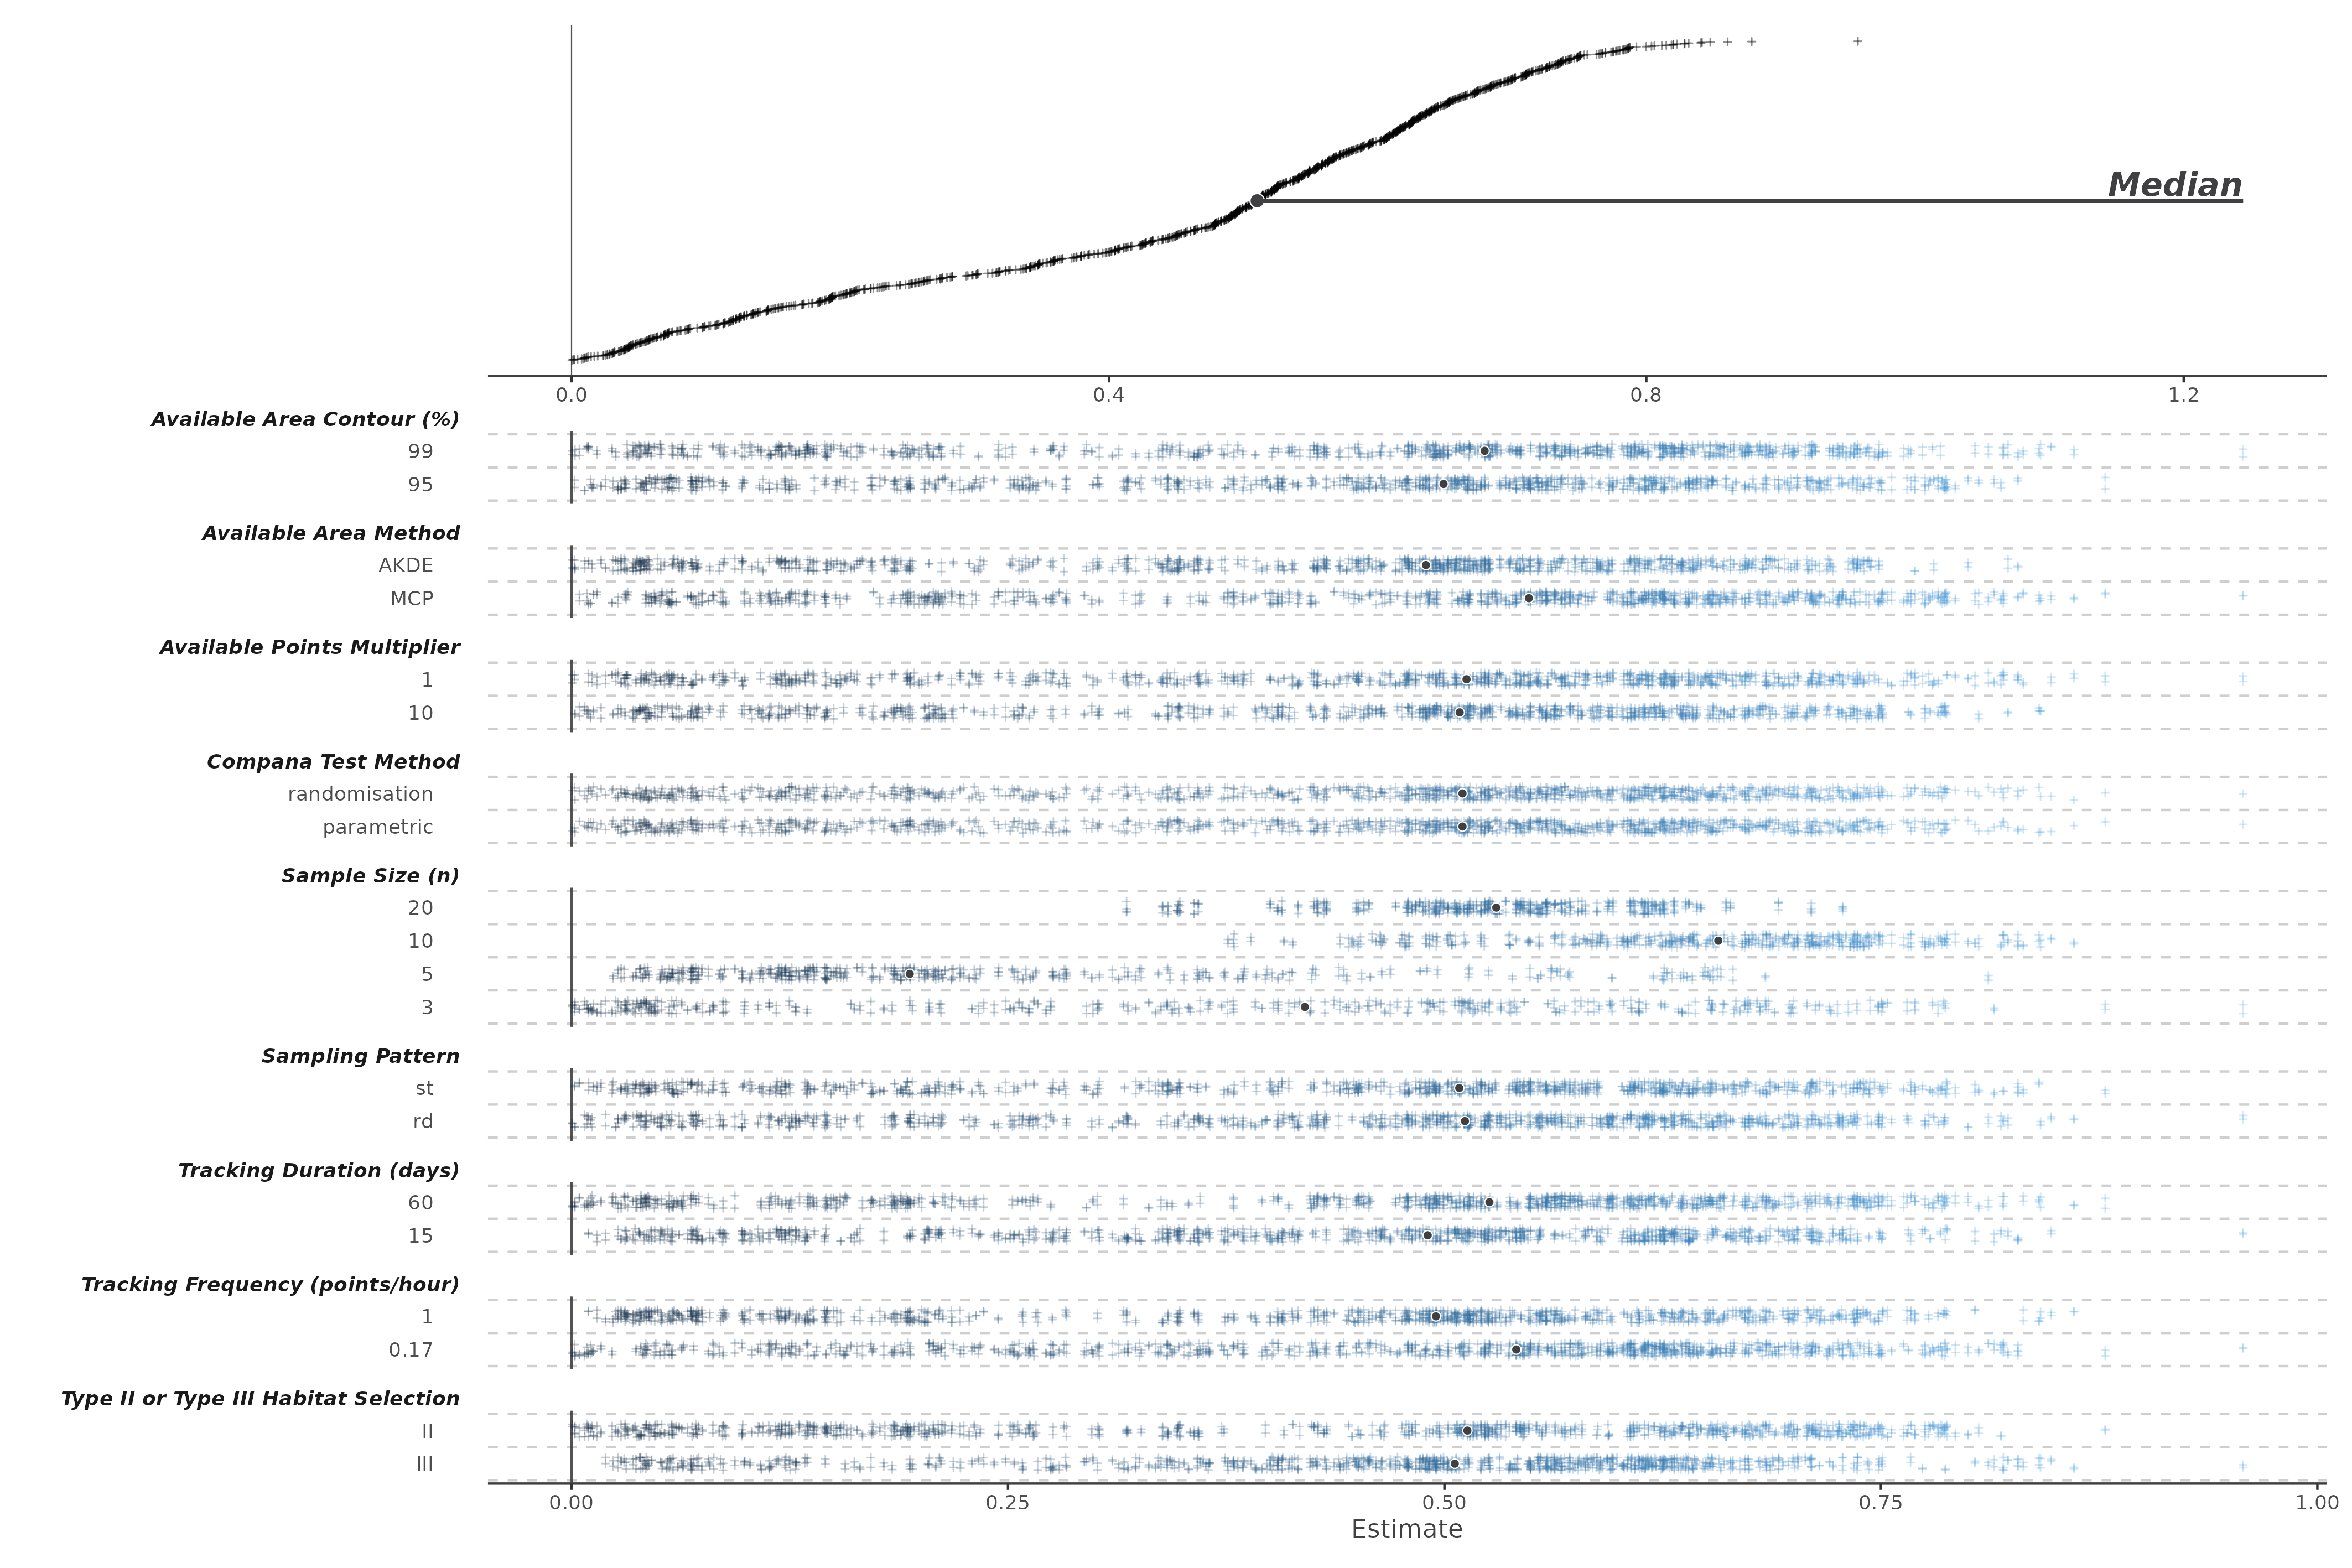 Median
0.0 0.4 0.8 1.2
Available Area Contour (%)
99
95
Available Area Method
AKDE
MCP
Available Points Multiplier
1
10
Compana Test Method
randomisation
parametric
Sample Size (n)
20
10
5
3
Sampling Pattern
st
rd
Tracking Duration (days)
60
15
Tracking Frequency (points/hour)
1
0.17
Type II or Type III Habitat Selection
II
III
0.00 0.25 0.50 0.75 1.00
Estimate